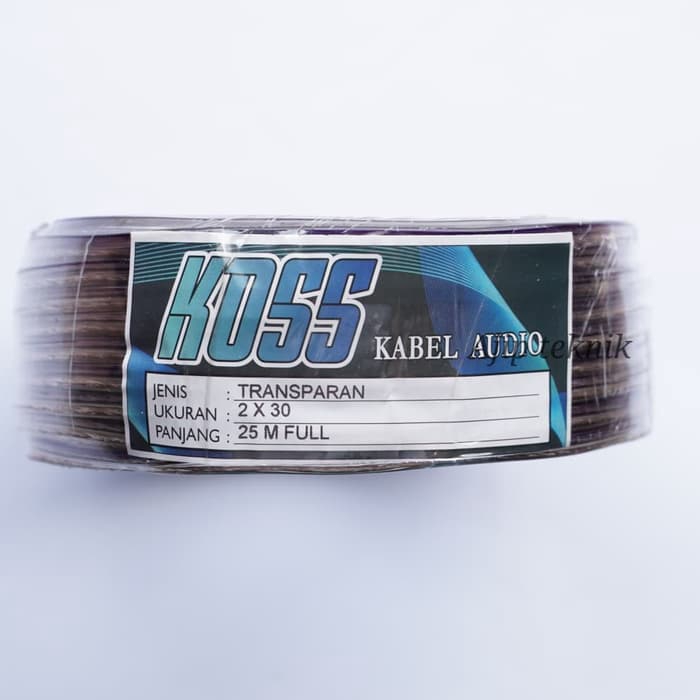 KOSS
KABEL AUDIO
JENIS : TRANSPARAN
UKURAN : 2 X 30
PANJANG : 25 M FULL